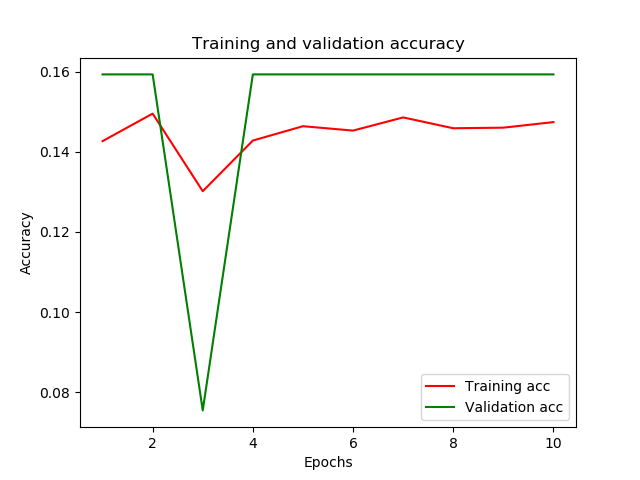 Training and validation accuracy
0.16
0.14
0.12
0.10
0.08
Accuracy
2
4
6
8
10
Epochs
Training acc
Validation acc